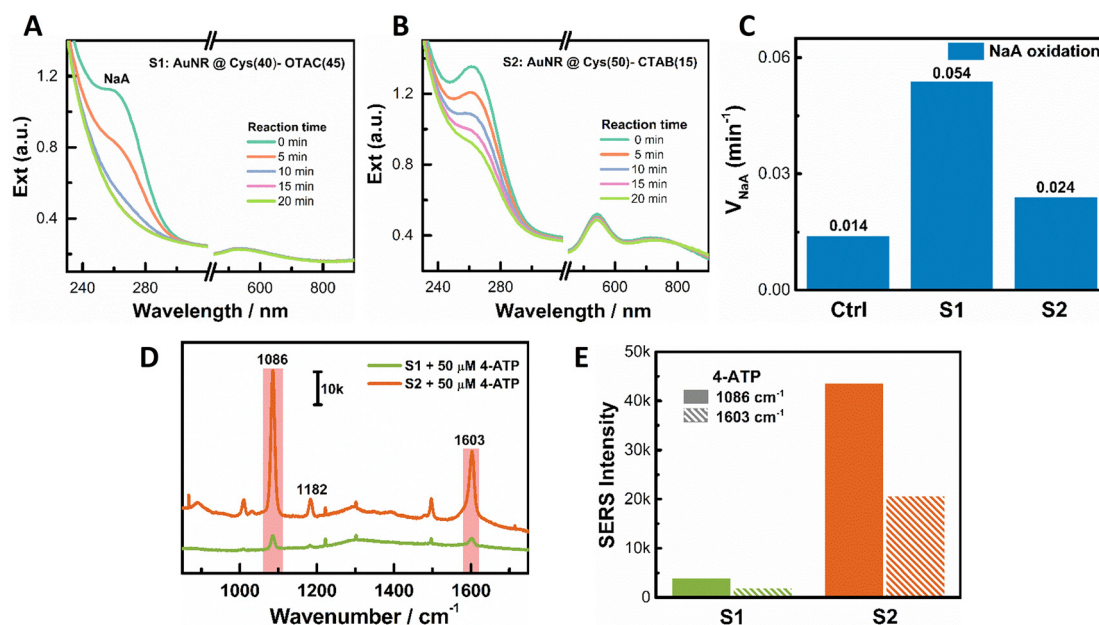 A
S1: AuNR @ Cys(40)- OTAC(45)
NaA
Reaction time
0 min
5 min
10 min
15 min
20 min
1.2
0.8
0.4
Ext (a.u.)
240 280 600 800
Wavelength / nm
B
S2: AuNR @ Cys(50)- CTAB(15)
Reaction time
0 min
5 min
10 min
15 min
20 min
1.6
1.2
0.8
0.4
Ext (a.u.)
240 280 600 800
Wavelength / nm
C
NaA oxidation
0.06
0.03
0.00
V_NaA (min⁻¹)
0.014
0.054
0.024
Ctrl S1 S2
D
1086
10k
S1 + 50 μM 4-ATP
S2 + 50 μM 4-ATP
1603
1182
1000 1200 1400 1600
Wavenumber / cm⁻¹
E
4-ATP
1086 cm⁻¹
1603 cm⁻¹
50k
40k
30k
20k
10k
0
SERS Intensity
S1 S2